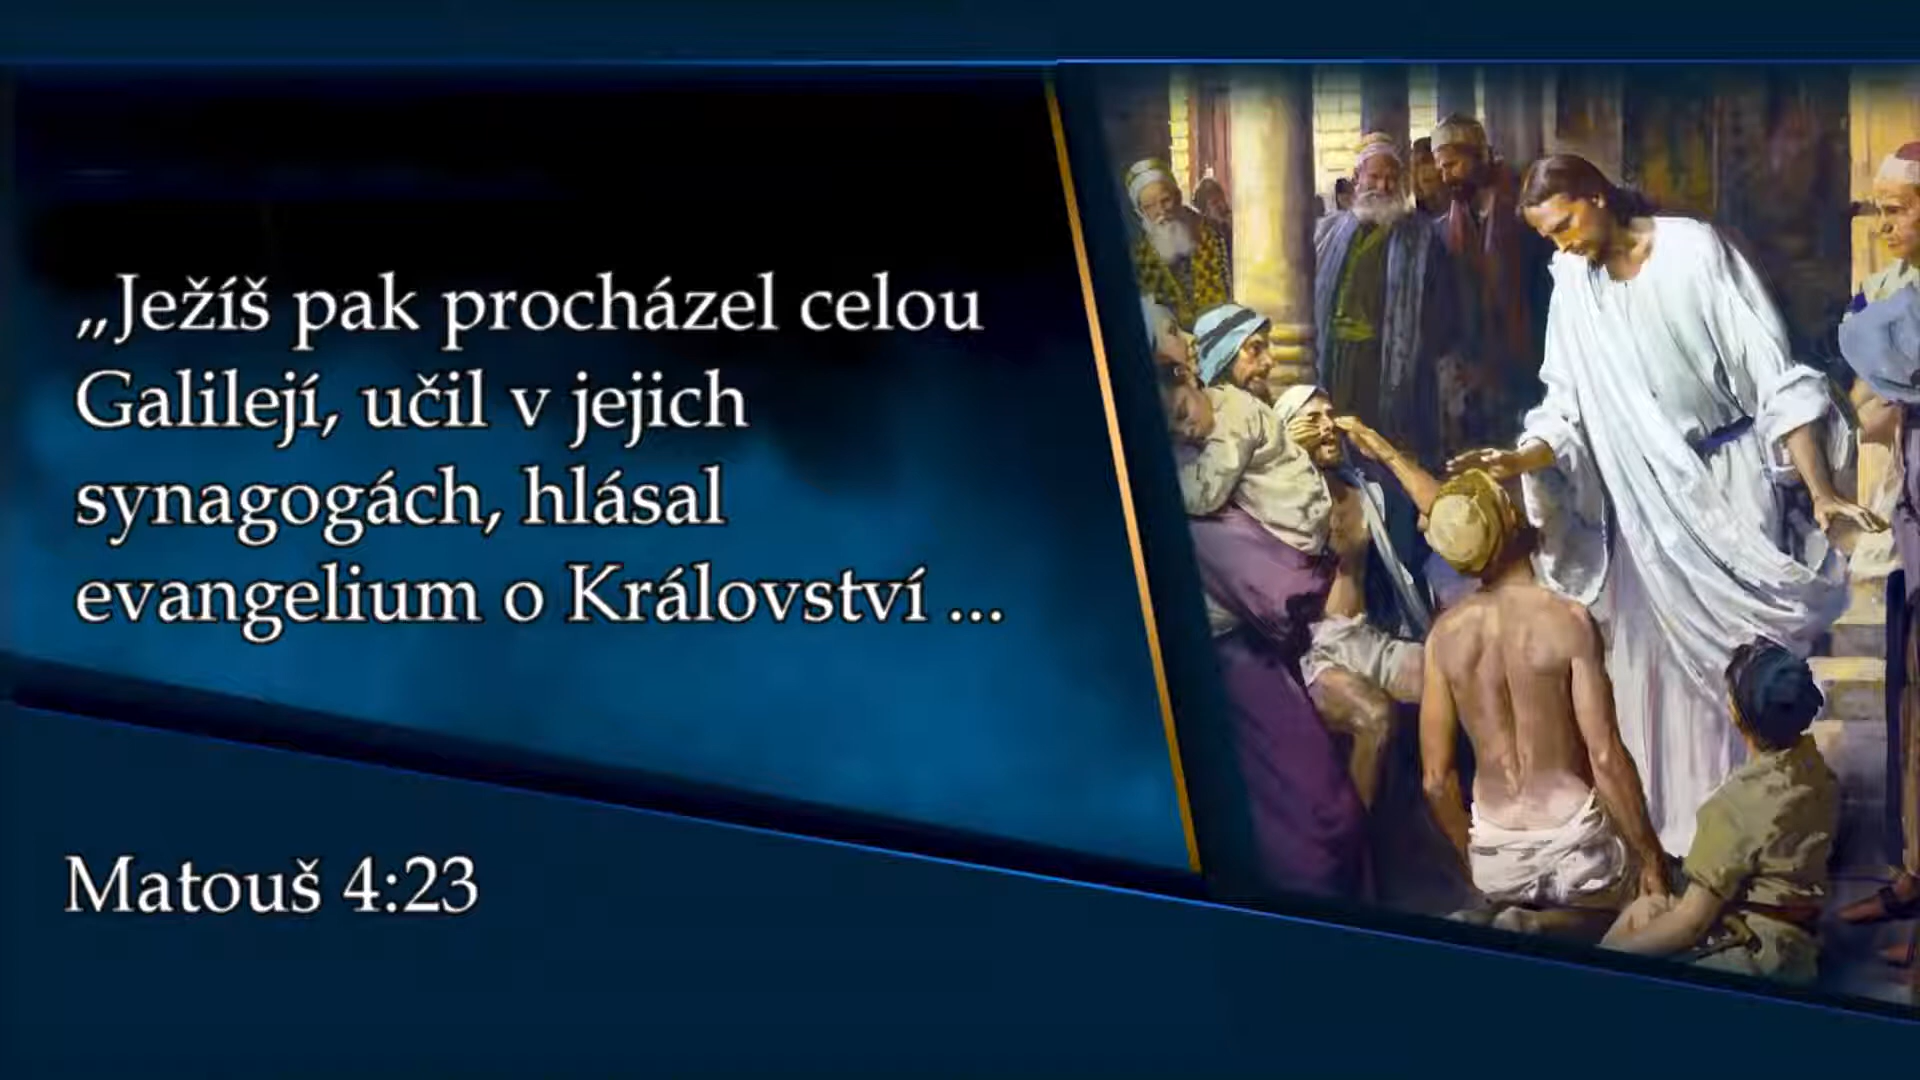 „Ježíš pak procházel celou
Galilejí, učil v jejich
synagogách, hlásal
evangelium o Království ...
Matouš 4:23